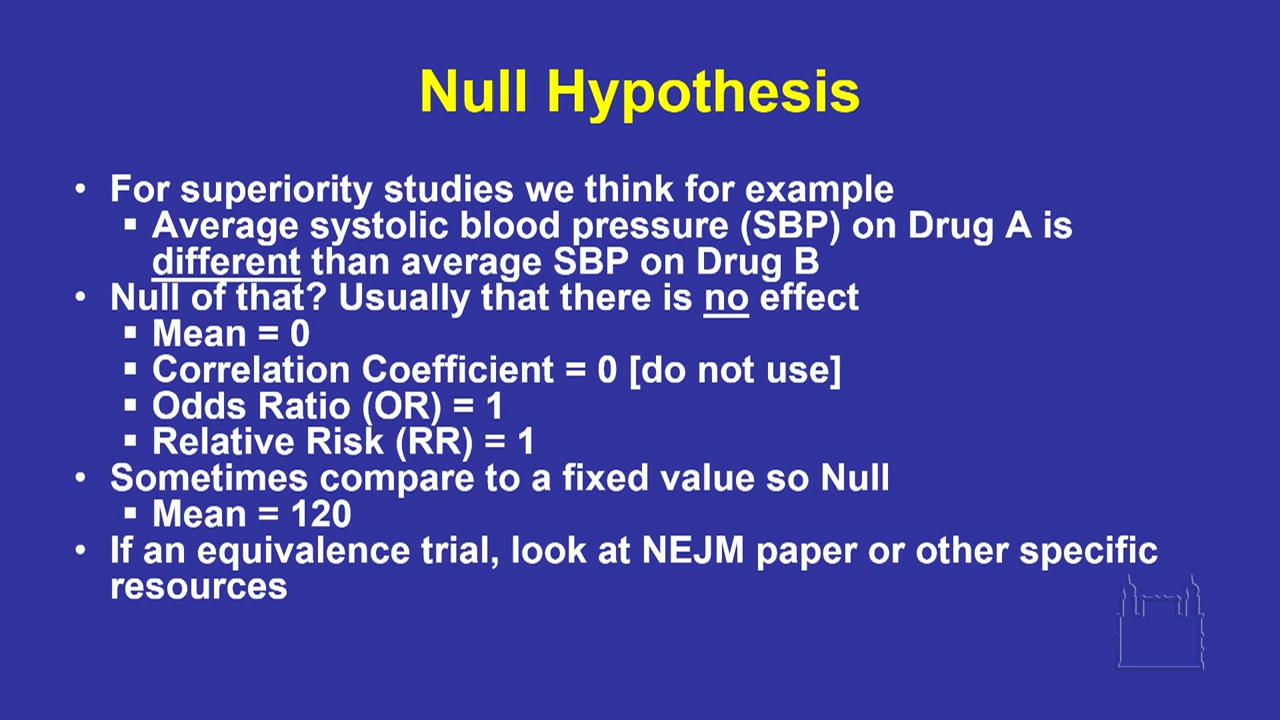 Null Hypothesis
• For superiority studies we think for example
▪ Average systolic blood pressure (SBP) on Drug A is
different than average SBP on Drug B
• Null of that? Usually that there is no effect
▪ Mean = 0
▪ Correlation Coefficient = 0 [do not use]
▪ Odds Ratio (OR) = 1
▪ Relative Risk (RR) = 1
• Sometimes compare to a fixed value so Null
▪ Mean = 120
• If an equivalence trial, look at NEJM paper or other specific
resources